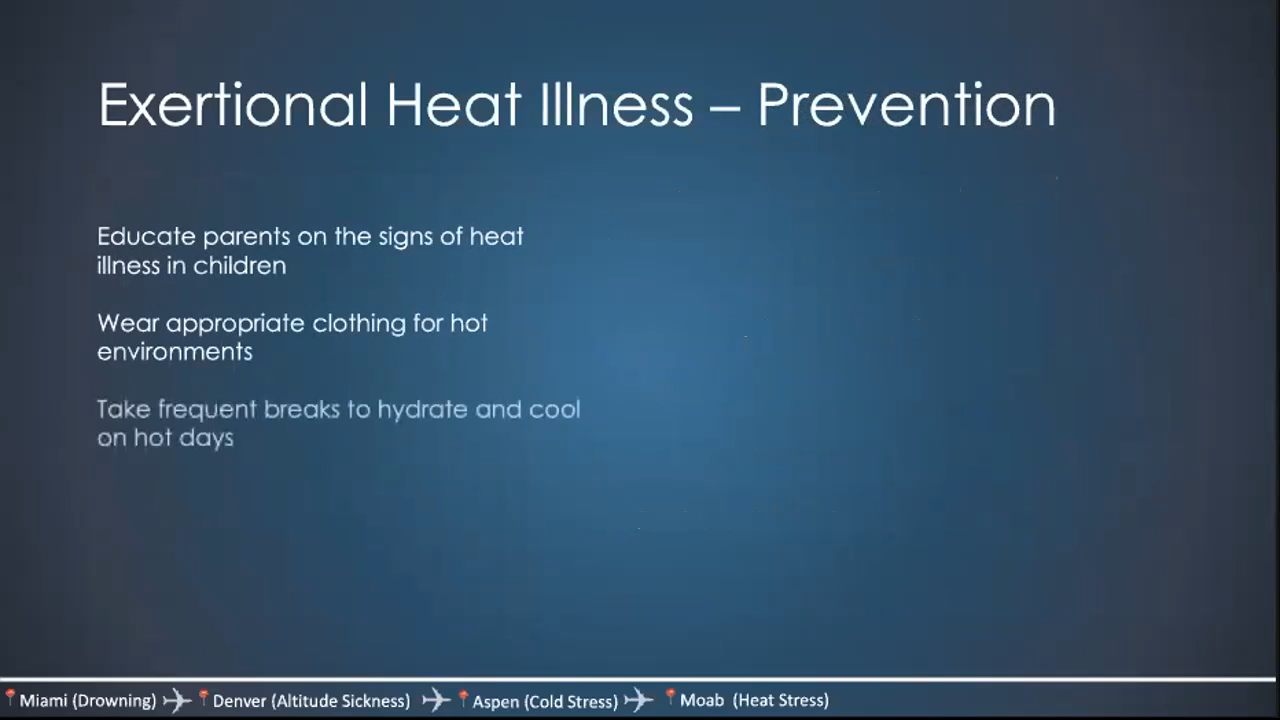 Exertional Heat Illness – Prevention
Educate parents on the signs of heat
illness in children
Wear appropriate clothing for hot
environments
Take frequent breaks to hydrate and cool
on hot days
Miami (Drowning) Denver (Altitude Sickness) Aspen (Cold Stress) Moab (Heat Stress)